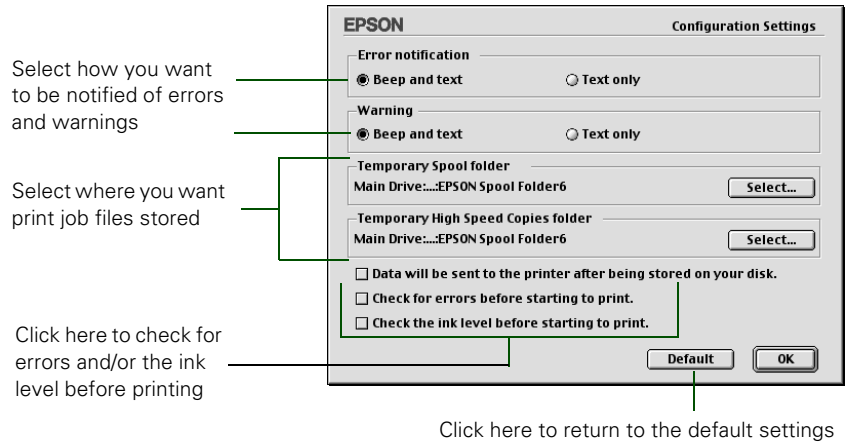 EPSON
Configuration Settings
Error notification
Beep and text
Text only
Warning
Beep and text
Text only
Temporary Spool folder
Main Drive:...:EPSON Spool Folder6
Select...
Temporary High Speed Copies folder
Main Drive:...:EPSON Spool Folder6
Select...
Data will be sent to the printer after being stored on your disk.
Check for errors before starting to print.
Check the ink level before starting to print.
Default
OK
Select how you want
to be notified of errors
and warnings
Select where you want
print job files stored
Click here to check for
errors and/or the ink
level before printing
Click here to return to the default settings